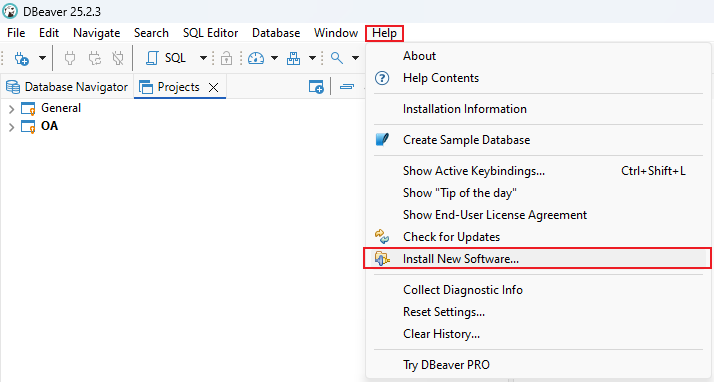 DBeaver 25.2.3
File Edit Navigate Search SQL Editor Database Window Help
SQL
Database Navigator Projects
General
OA
About
Help Contents
Installation Information
Create Sample Database
Show Active Keybindings... Ctrl+Shift+L
Show "Tip of the day"
Show End-User License Agreement
Check for Updates
Install New Software...
Collect Diagnostic Info
Reset Settings...
Clear History...
Try DBeaver PRO